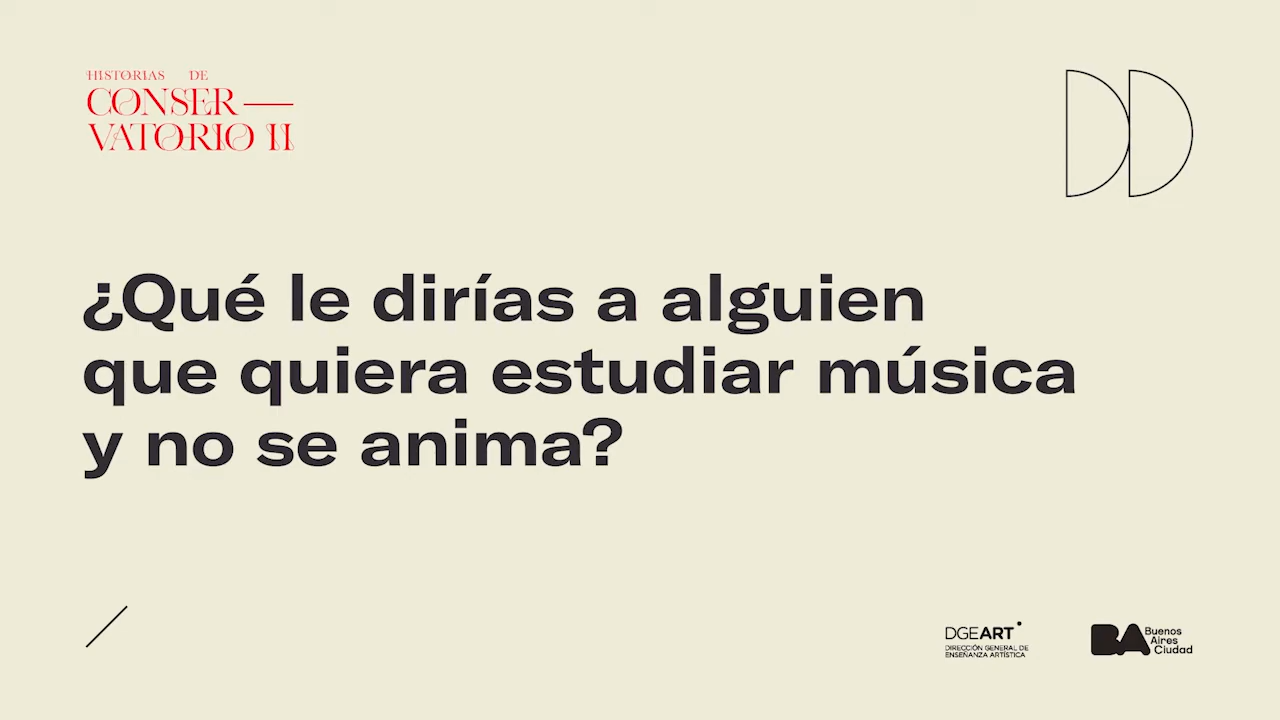 HISTORIAS DE
CONSER—
VATORIO II
¿Qué le dirías a alguien
que quiera estudiar música
y no se anima?
DGEART
DIRECCIÓN GENERAL DE
ENSEÑANZA ARTÍSTICA
BA
Buenos
Aires
Ciudad